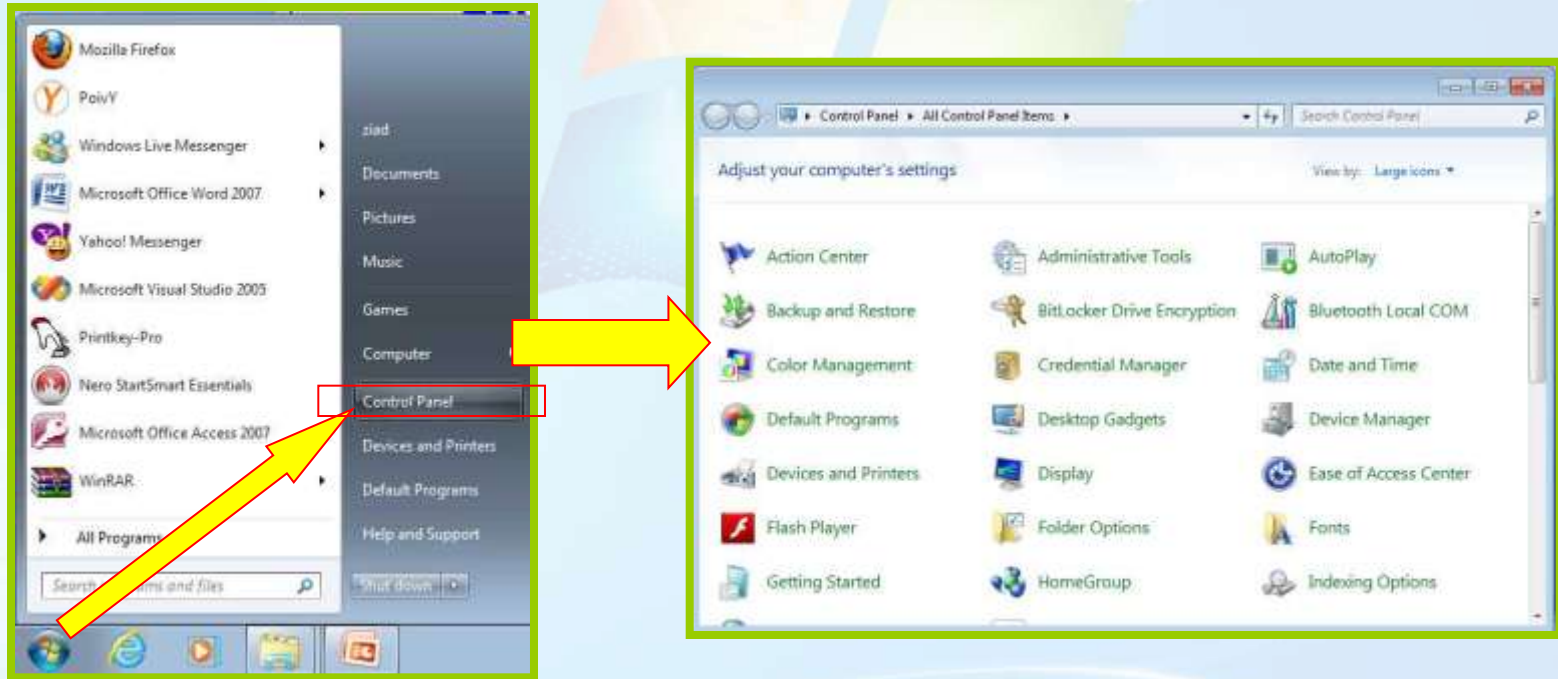 Mozilla Firefox
PoivY
Windows Live Messenger
Microsoft Office Word 2007
Yahoo! Messenger
Microsoft Visual Studio 2005
Printkey-Pro
Nero StartSmart Essentials
Microsoft Office Access 2007
WinRAR
All Programs
Search programs and files
ziad
Documents
Pictures
Music
Games
Computer
Control Panel
Devices and Printers
Default Programs
Help and Support
Shut down
Control Panel All Control Panel Items
Search Control Panel
Adjust your computer's settings
View by: Large icons
Action Center
Administrative Tools
AutoPlay
Backup and Restore
BitLocker Drive Encryption
Bluetooth Local COM
Color Management
Credential Manager
Date and Time
Default Programs
Desktop Gadgets
Device Manager
Devices and Printers
Display
Ease of Access Center
Flash Player
Folder Options
Fonts
Getting Started
HomeGroup
Indexing Options